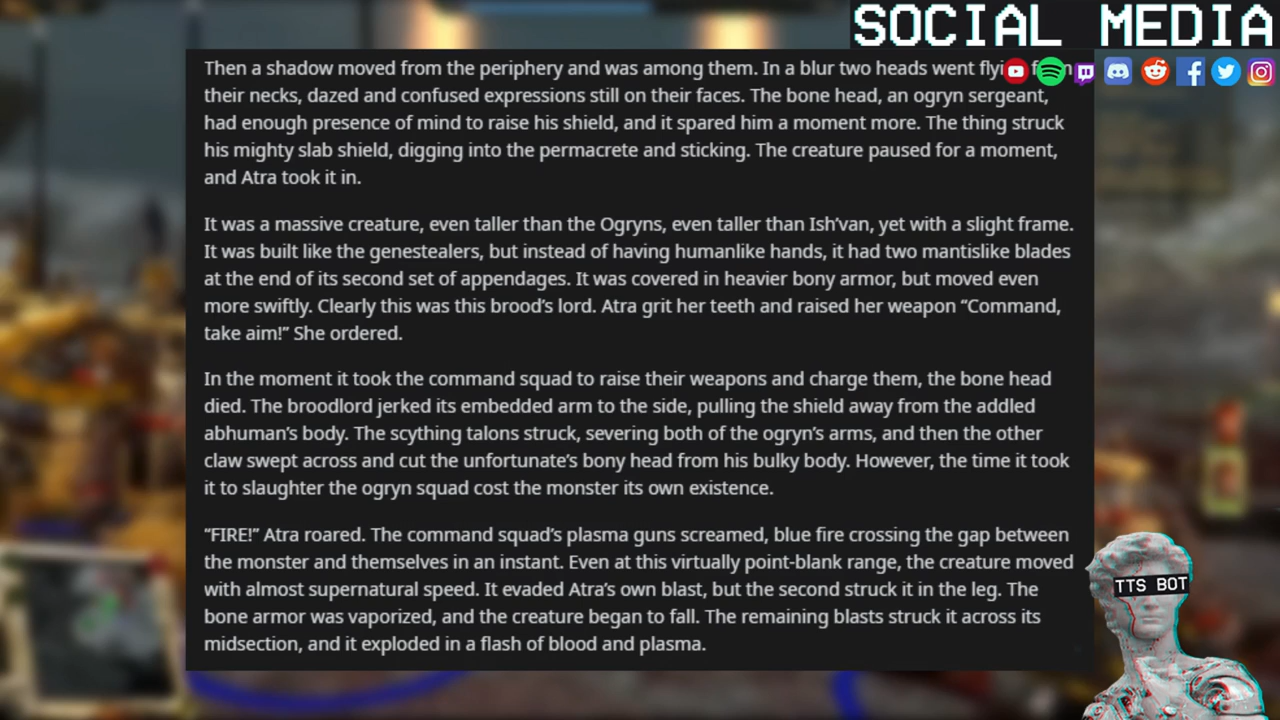 SOCIAL MEDIA
Then a shadow moved from the periphery and was among them. In a blur two heads went
their necks, dazed and confused expressions still on their faces. The bone head, an ogryn sergeant,
had enough presence of mind to raise his shield, and it spared him a moment more. The thing struck
his mighty slab shield, digging into the permacrete and sticking. The creature paused for a moment,
and Atra took it in.
It was a massive creature, even taller than the Ogryns, even taller than Ish’van, yet with a slight frame.
It was built like the genestealers, but instead of having humanlike hands, it had two mantislike blades
at the end of its second set of appendages. It was covered in heavier bony armor, but moved even
more swiftly. Clearly this was this brood’s lord. Atra grit her teeth and raised her weapon “Command,
take aim!” She ordered.
In the moment it took the command squad to raise their weapons and charge them, the bone head
died. The broodlord jerked its embedded arm to the side, pulling the shield away from the addled
abhuman’s body. The scything talons struck, severing both of the ogryn’s arms, and then the other
claw swept across and cut the unfortunate’s bony head from his bulky body. However, the time it took
it to slaughter the ogryn squad cost the monster its own existence.
“FIRE!” Atra roared. The command squad’s plasma guns screamed, blue fire crossing the gap between
the monster and themselves in an instant. Even at this virtually point-blank range, the creature moved
with almost supernatural speed. It evaded Atra’s own blast, but the second struck it in the leg. The
bone armor was vaporized, and the creature began to fall. The remaining blasts struck it across its
midsection, and it exploded in a flash of blood and plasma.
TTS BOT